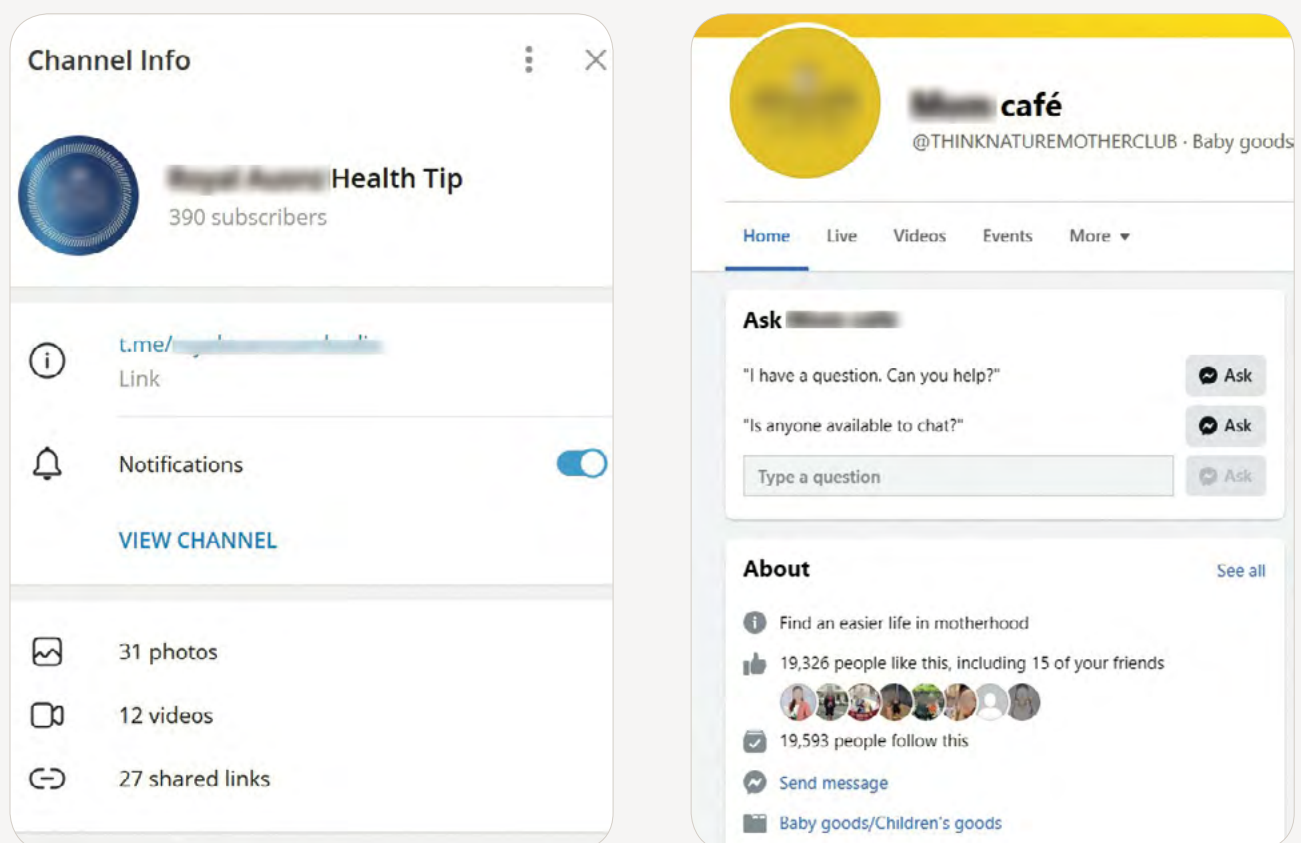 Channel Info
Health Tip
390 subscribers
t.me/
Link
Notifications
VIEW CHANNEL
31 photos
12 videos
27 shared links
café
@THINKNATUREMOTHERCLUB · Baby goods
Home Live Videos Events More
Ask
"I have a question. Can you help?"
Ask
"Is anyone available to chat?"
Ask
Type a question
Ask
About
See all
Find an easier life in motherhood
19,326 people like this, including 15 of your friends
19,593 people follow this
Send message
Baby goods/Children's goods